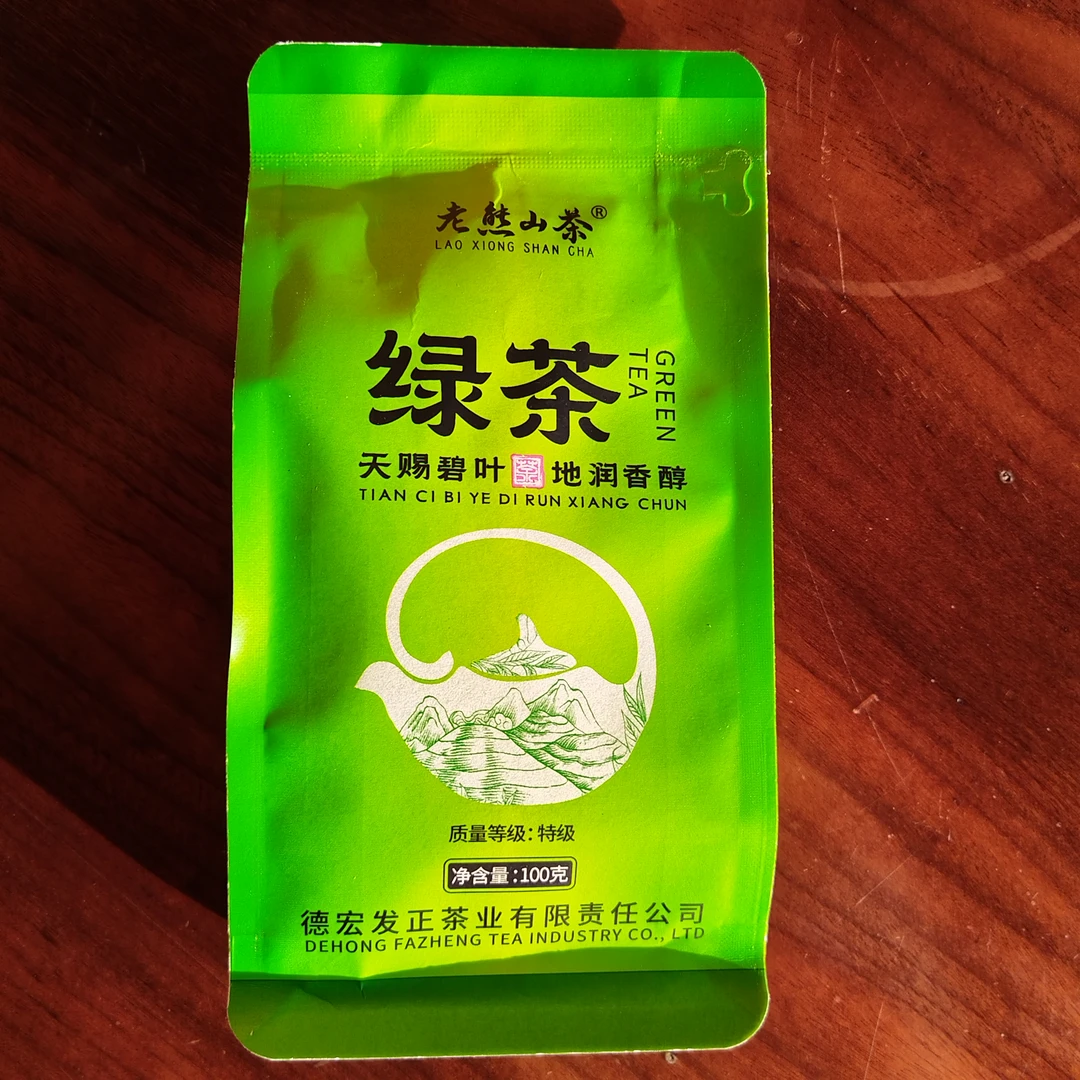 老熊山茶®
LAO XIONG SHAN CHA
绿茶
GREEN
TEA
天赐碧叶 茶 地润香醇
TIAN CI BI YE DI RUN XIANG CHUN
质量等级：特级
净含量：100克
德宏发正茶业有限责任公司
DEHONG FAZHENG TEA INDUSTRY CO., LTD